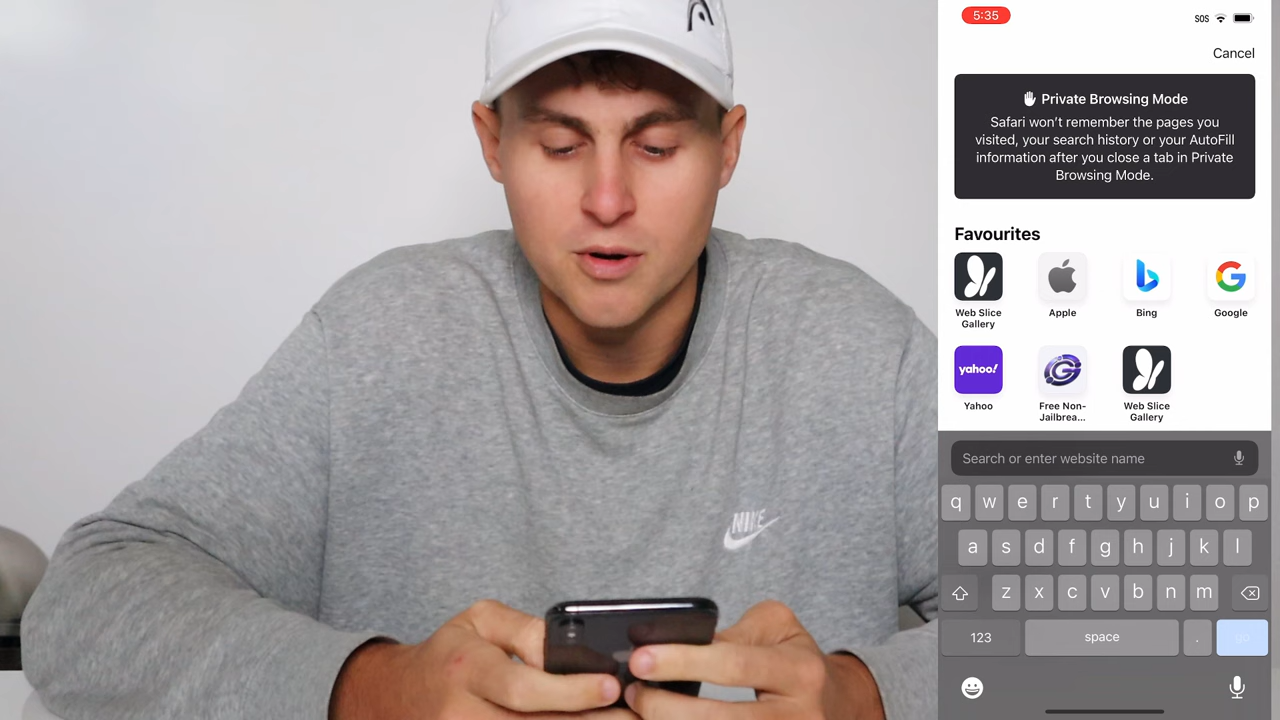 5:35
SOS
Cancel
Private Browsing Mode
Safari won't remember the pages you
visited, your search history or your AutoFill
information after you close a tab in Private
Browsing Mode.
Favourites
Web Slice
Gallery
Apple
Bing
Google
yahoo!
Yahoo
Free Non-
Jailbrea...
Web Slice
Gallery
Search or enter website name
q w e r t y u i o p
a s d f g h j k l
z x c v b n m
123
space
.
go
NIKE